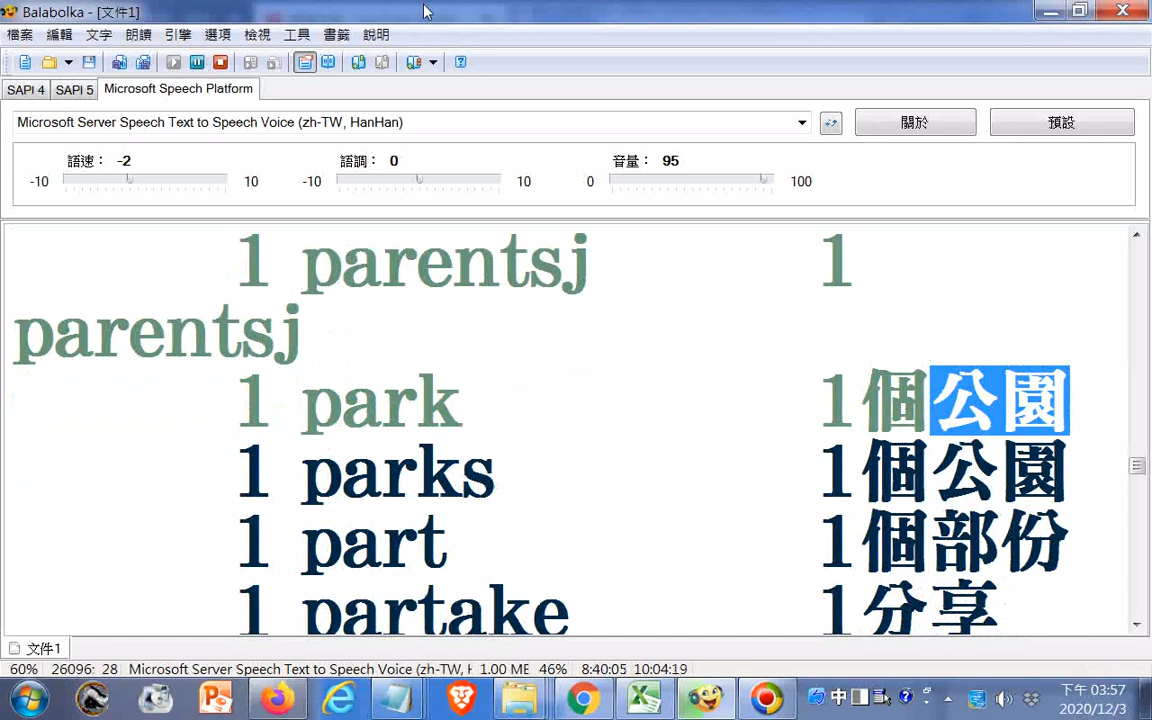 Balabolka - [文件1]
檔案 編輯 文字 朗讀 引擎 選項 檢視 工具 書籤 說明
SAPI 4 SAPI 5 Microsoft Speech Platform
Microsoft Server Speech Text to Speech Voice (zh-TW, HanHan) 關於 預設
語速： -2 語調： 0 音量： 95
-10 10 -10 10 0 100
1 parentsj 1
parentsj
1 park 1個公園
1 parks 1個公園
1 part 1個部份
1 partake 1分享
文件1
60% 26096: 28 Microsoft Server Speech Text to Speech Voice (zh-TW, H 1.00 ME 46% 8:40:05 10:04:19
中 下午 03:57
2020/12/3